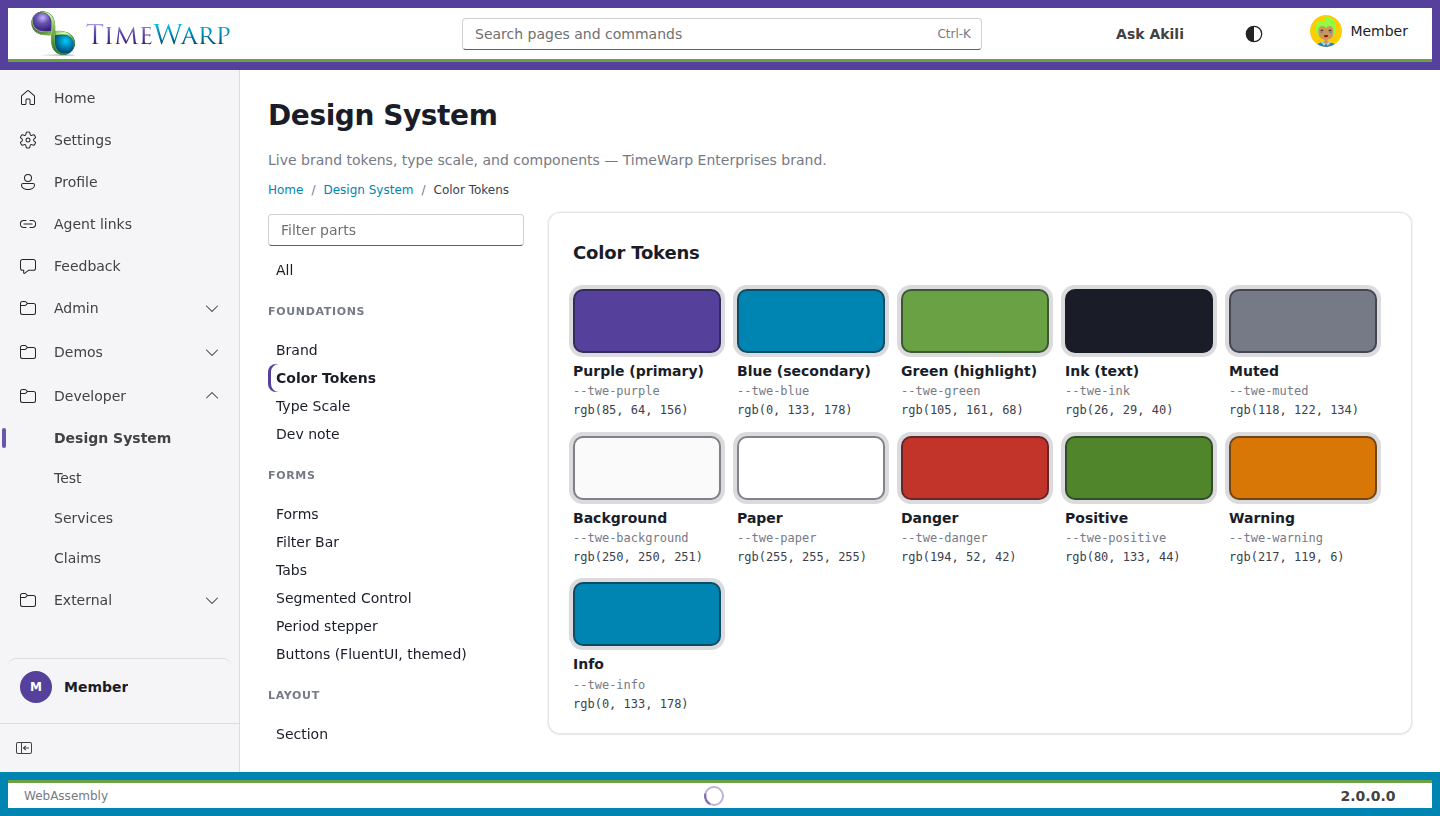 TIMEWARP
Search pages and commands Ctrl-K
Ask Akili
Member
Home
Settings
Profile
Agent links
Feedback
Admin
Demos
Developer
Design System
Test
Services
Claims
External
M Member
Design System
Live brand tokens, type scale, and components — TimeWarp Enterprises brand.
Home / Design System / Color Tokens
Filter parts
All
FOUNDATIONS
Brand
Color Tokens
Type Scale
Dev note
FORMS
Forms
Filter Bar
Tabs
Segmented Control
Period stepper
Buttons (FluentUI, themed)
LAYOUT
Section
Color Tokens
Purple (primary)
--twe-purple
rgb(85, 64, 156)
Blue (secondary)
--twe-blue
rgb(0, 133, 178)
Green (highlight)
--twe-green
rgb(105, 161, 68)
Ink (text)
--twe-ink
rgb(26, 29, 40)
Muted
--twe-muted
rgb(118, 122, 134)
Background
--twe-background
rgb(250, 250, 251)
Paper
--twe-paper
rgb(255, 255, 255)
Danger
--twe-danger
rgb(194, 52, 42)
Positive
--twe-positive
rgb(80, 133, 44)
Warning
--twe-warning
rgb(217, 119, 6)
Info
--twe-info
rgb(0, 133, 178)
WebAssembly
2.0.0.0